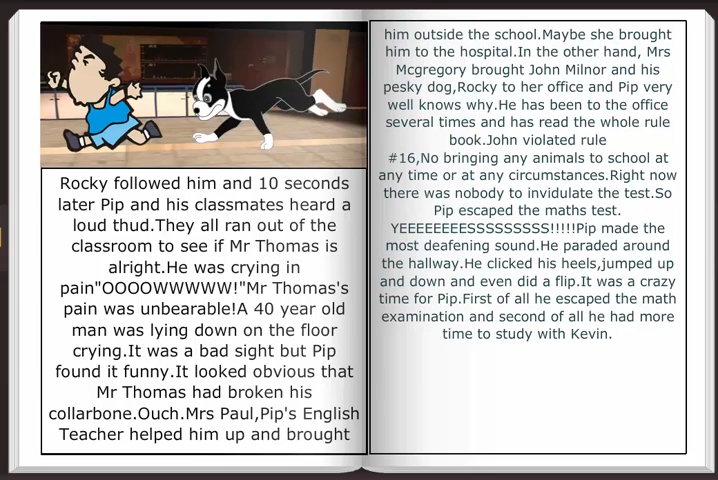 Rocky followed him and 10 seconds
later Pip and his classmates heard a
loud thud.They all ran out of the
classroom to see if Mr Thomas is
alright.He was crying in
pain"OOOOWWWWW!"Mr Thomas's
pain was unbearable!A 40 year old
man was lying down on the floor
crying.It was a bad sight but Pip
found it funny.It looked obvious that
Mr Thomas had broken his
collarbone.Ouch.Mrs Paul,Pip's English
Teacher helped him up and brought
him outside the school.Maybe she brought
him to the hospital.In the other hand, Mrs
Mcgregory brought John Milnor and his
pesky dog,Rocky to her office and Pip very
well knows why.He has been to the office
several times and has read the whole rule
book.John violated rule
#16,No bringing any animals to school at
any time or at any circumstances.Right now
there was nobody to invidulate the test.So
Pip escaped the maths test.
YEEEEEEEESSSSSSSSS!!!!!Pip made the
most deafening sound.He paraded around
the hallway.He clicked his heels,jumped up
and down and even did a flip.It was a crazy
time for Pip.First of all he escaped the math
examination and second of all he had more
time to study with Kevin.